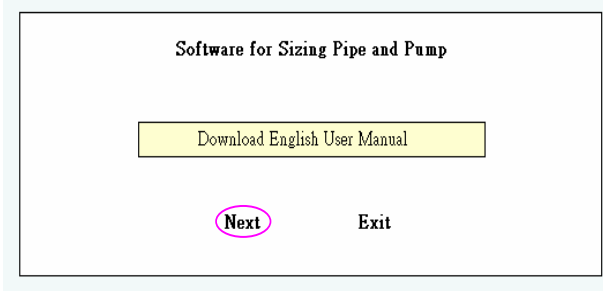 Software for Sizing Pipe and Pump
Download English User Manual
Next Exit